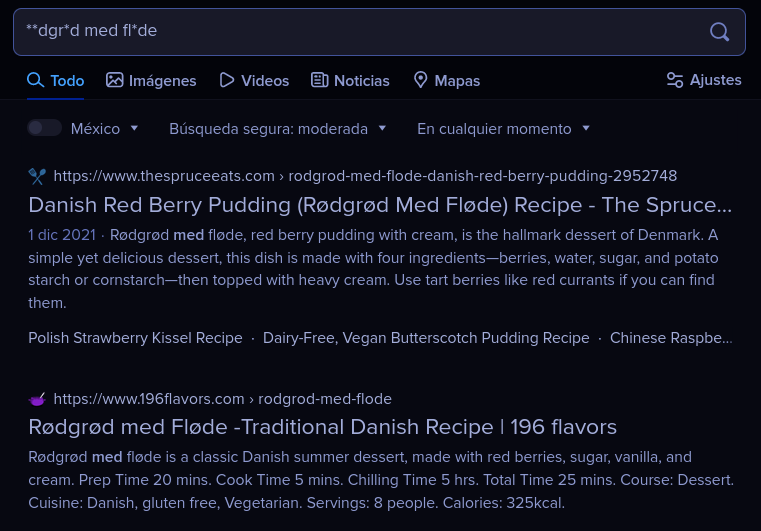 **dgr*d med fl*de
Todo Imágenes Videos Noticias Mapas Ajustes
México Búsqueda segura: moderada En cualquier momento
https://www.thespruceeats.com › rodgrod-med-flode-danish-red-berry-pudding-2952748
Danish Red Berry Pudding (Rødgrød Med Fløde) Recipe - The Spruce...
1 dic 2021 · Rødgrød med fløde, red berry pudding with cream, is the hallmark dessert of Denmark. A
simple yet delicious dessert, this dish is made with four ingredients—berries, water, sugar, and potato
starch or cornstarch—then topped with heavy cream. Use tart berries like red currants if you can find
them.
Polish Strawberry Kissel Recipe · Dairy-Free, Vegan Butterscotch Pudding Recipe · Chinese Raspbe...
https://www.196flavors.com › rodgrod-med-flode
Rødgrød med Fløde -Traditional Danish Recipe | 196 flavors
Rødgrød med fløde is a classic Danish summer dessert, made with red berries, sugar, vanilla, and
cream. Prep Time 20 mins. Cook Time 5 mins. Chilling Time 5 hrs. Total Time 25 mins. Course: Dessert.
Cuisine: Danish, gluten free, Vegetarian. Servings: 8 people. Calories: 325kcal.